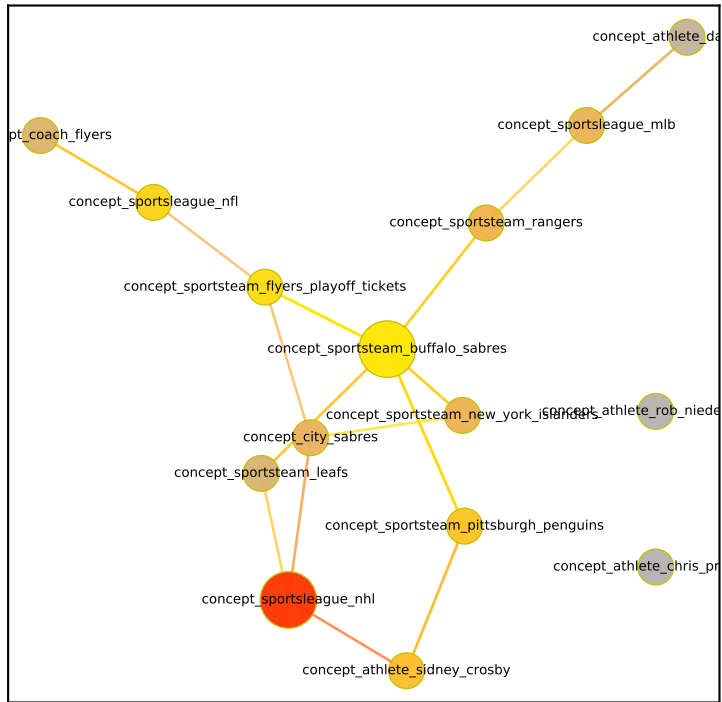 concept_athlete_da
concept_sportsleague_mlb
pt_coach_flyers
concept_sportsleague_nfl
concept_sportsteam_rangers
concept_sportsteam_flyers_playoff_tickets
concept_sportsteam_buffalo_sabres
concept_athlete_rob_niede
concept_sportsteam_new_york_islanders
concept_city_sabres
concept_sportsteam_leafs
concept_sportsteam_pittsburgh_penguins
concept_athlete_chris_pr
concept_sportsleague_nhl
concept_athlete_sidney_crosby